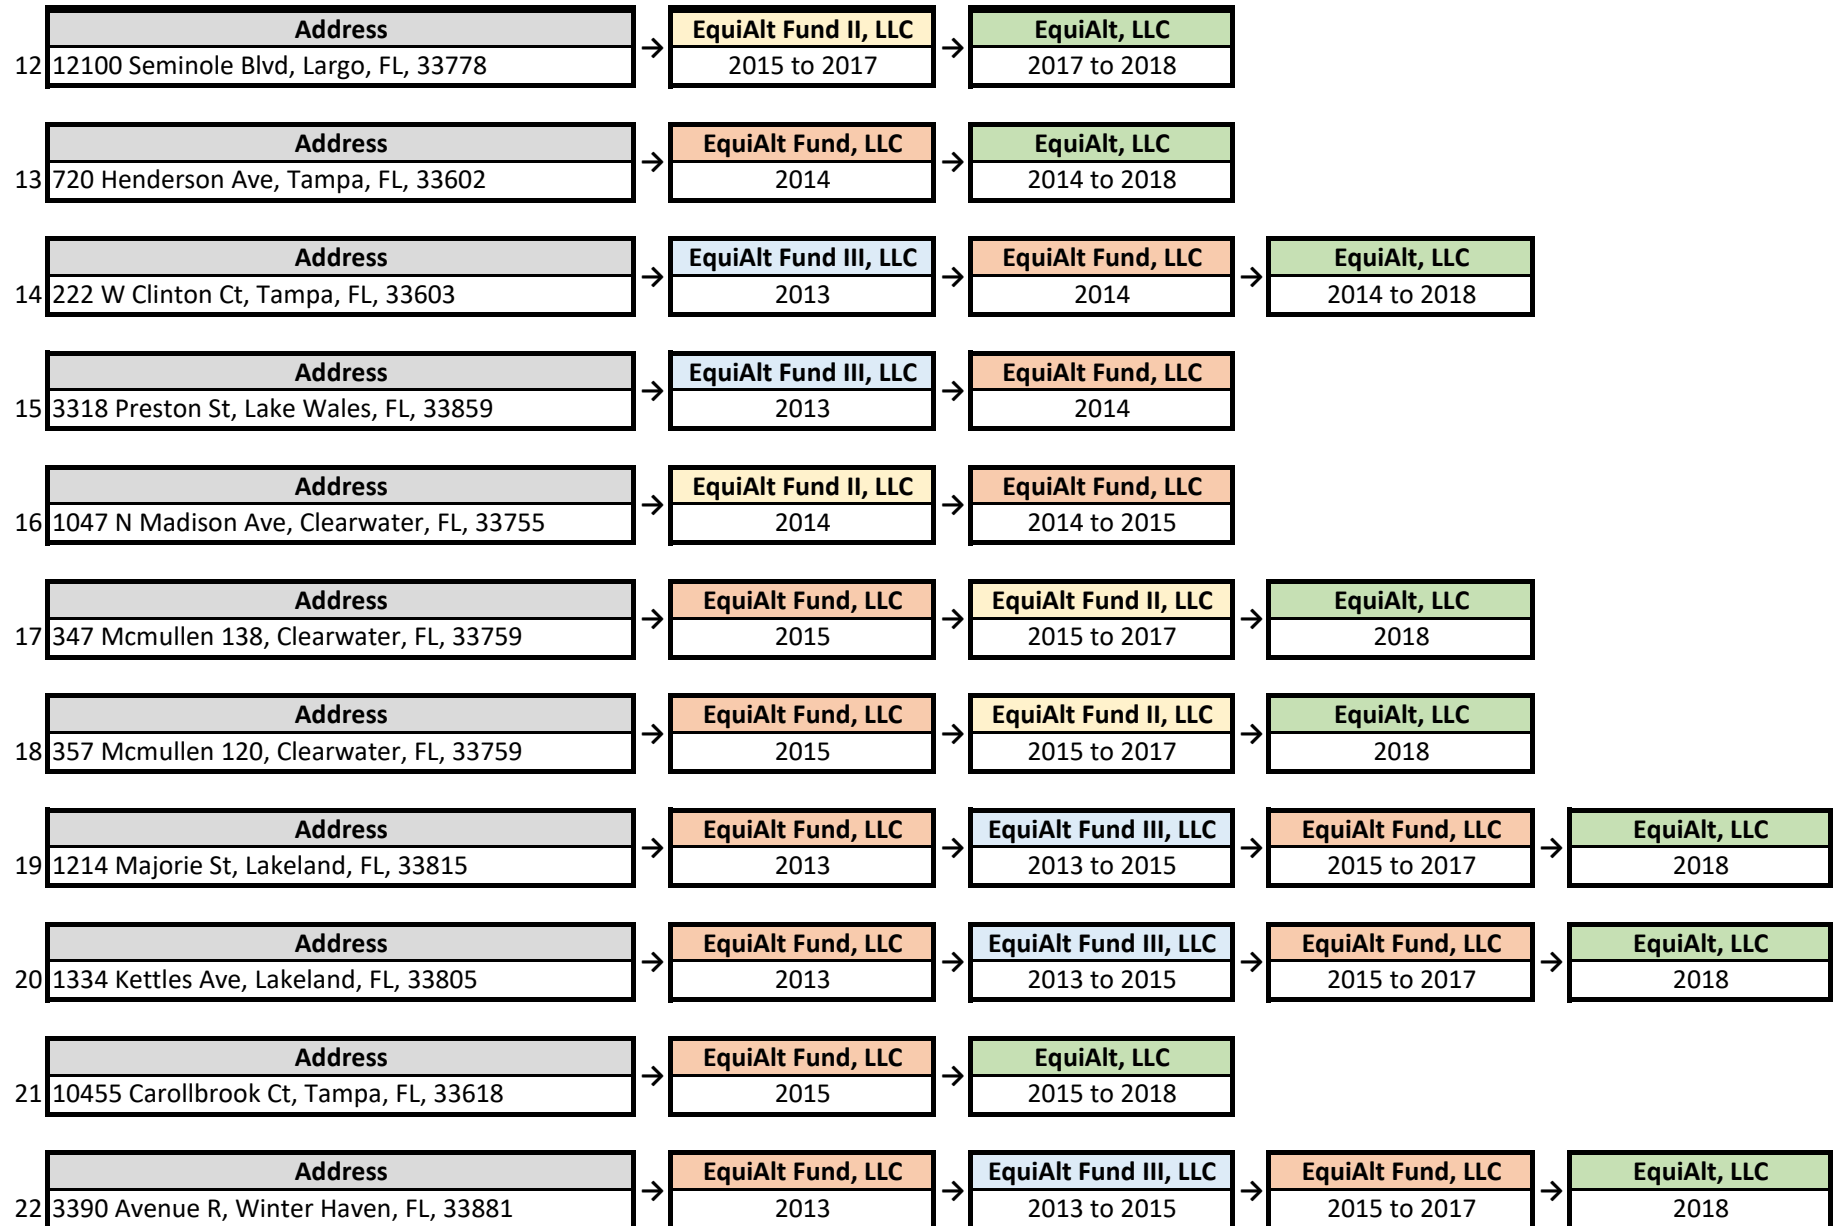 Address → EquiAlt Fund II, LLC → EquiAlt, LLC
12 12100 Seminole Blvd, Largo, FL, 33778 2015 to 2017 2017 to 2018
Address → EquiAlt Fund, LLC → EquiAlt, LLC
13 720 Henderson Ave, Tampa, FL, 33602 2014 2014 to 2018
Address → EquiAlt Fund III, LLC → EquiAlt Fund, LLC → EquiAlt, LLC
14 222 W Clinton Ct, Tampa, FL, 33603 2013 2014 2014 to 2018
Address → EquiAlt Fund III, LLC → EquiAlt Fund, LLC
15 3318 Preston St, Lake Wales, FL, 33859 2013 2014
Address → EquiAlt Fund II, LLC → EquiAlt Fund, LLC
16 1047 N Madison Ave, Clearwater, FL, 33755 2014 2014 to 2015
Address → EquiAlt Fund, LLC → EquiAlt Fund II, LLC → EquiAlt, LLC
17 347 Mcmullen 138, Clearwater, FL, 33759 2015 2015 to 2017 2018
Address → EquiAlt Fund, LLC → EquiAlt Fund II, LLC → EquiAlt, LLC
18 357 Mcmullen 120, Clearwater, FL, 33759 2015 2015 to 2017 2018
Address → EquiAlt Fund, LLC → EquiAlt Fund III, LLC → EquiAlt Fund, LLC → EquiAlt, LLC
19 1214 Majorie St, Lakeland, FL, 33815 2013 2013 to 2015 2015 to 2017 2018
Address → EquiAlt Fund, LLC → EquiAlt Fund III, LLC → EquiAlt Fund, LLC → EquiAlt, LLC
20 1334 Kettles Ave, Lakeland, FL, 33805 2013 2013 to 2015 2015 to 2017 2018
Address → EquiAlt Fund, LLC → EquiAlt, LLC
21 10455 Carollbrook Ct, Tampa, FL, 33618 2015 2015 to 2018
Address → EquiAlt Fund, LLC → EquiAlt Fund III, LLC → EquiAlt Fund, LLC → EquiAlt, LLC
22 3390 Avenue R, Winter Haven, FL, 33881 2013 2013 to 2015 2015 to 2017 2018